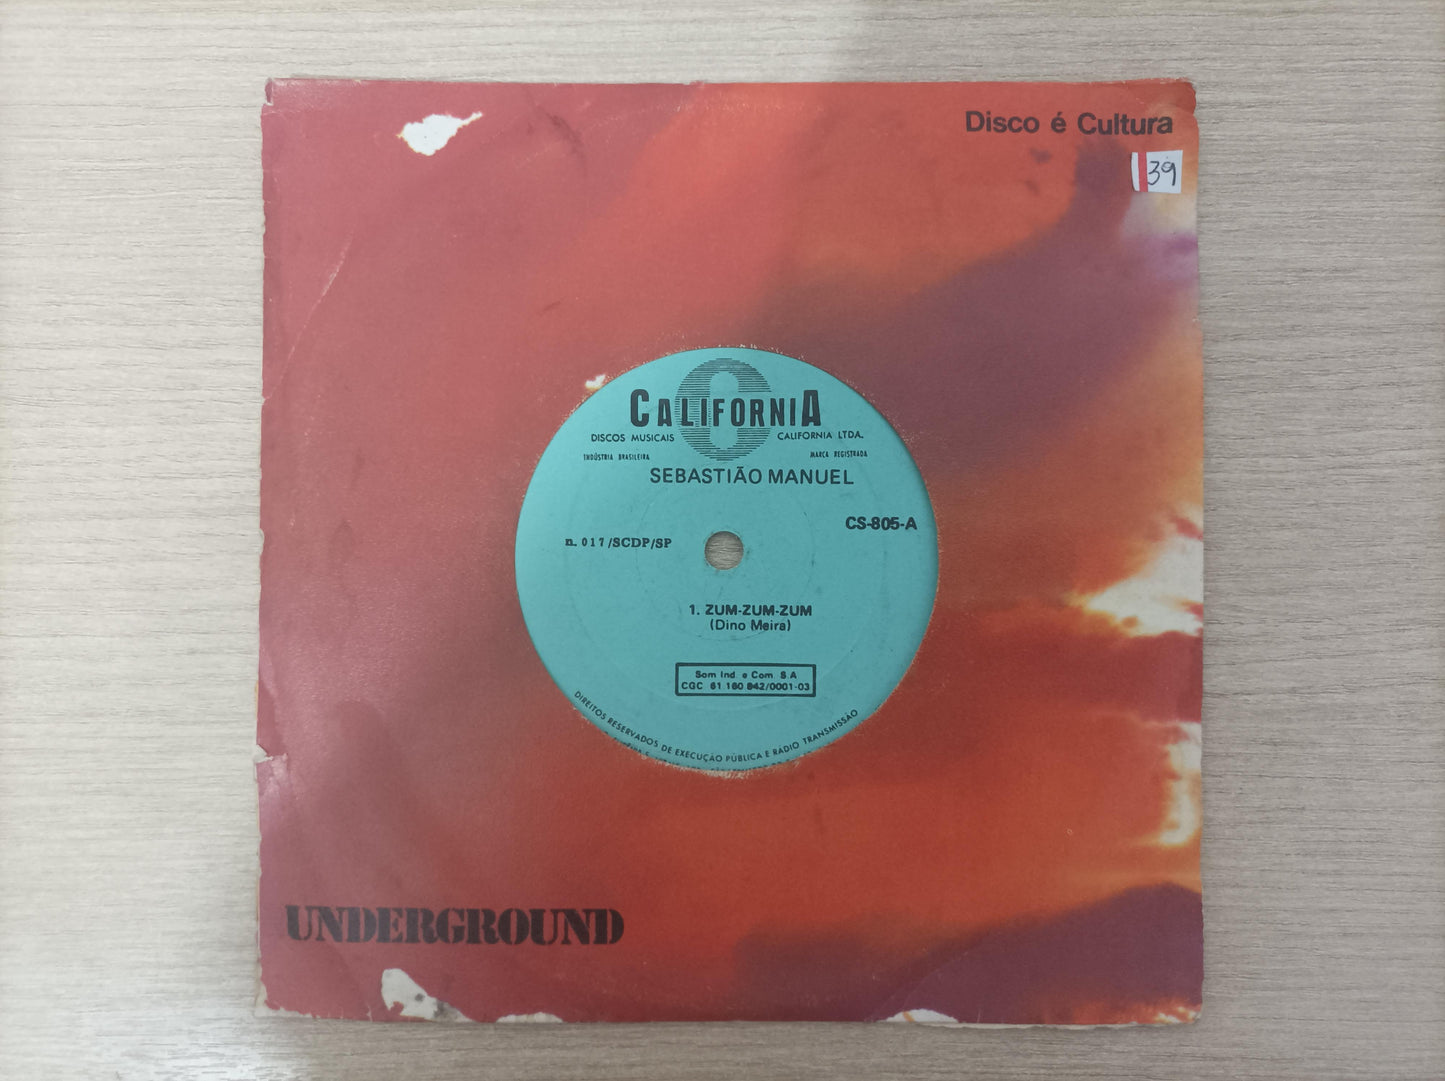 Disco é Cultura
39
CALIFORNIA
DISCOS MUSICAIS CALIFORNIA LTDA.
INDÚSTRIA BRASILEIRA MARCA REGISTRADA
SEBASTIÃO MANUEL
CS-805-A
n. 017/SCDP/SP
1. ZUM-ZUM-ZUM
(Dino Meira)
Som Ind e Com S A
CGC 61 160 842/0001-03
DIREITOS RESERVADOS DE EXECUÇÃO PÚBLICA E RADIO TRANSMISSÃO
UNDERGROUND